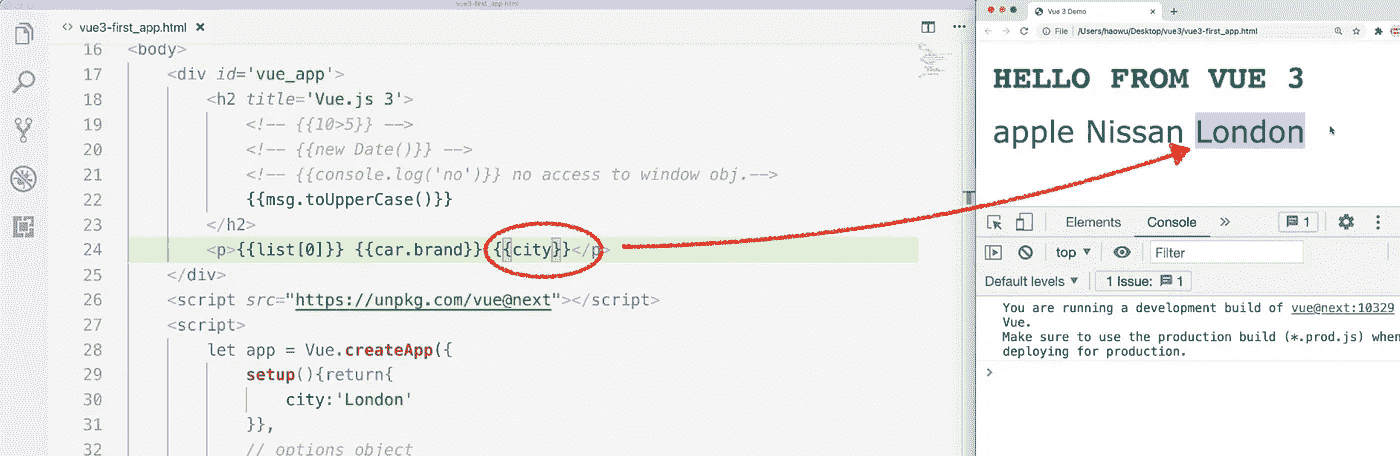 vue3-first_app.html
<> vue3-first_app.html ×
16 <body>
17 <div id='vue_app'>
18 <h2 title='Vue.js 3'>
19 <!-- {{10>5}} -->
20 <!-- {{new Date()}} -->
21 <!-- {{console.log('no')}} no access to window obj.-->
22 {{msg.toUpperCase()}}
23 </h2>
24 <p>{{list[0]}} {{car.brand}} {{city}}</p>
25 </div>
26 <script src="https://unpkg.com/vue@next"></script>
27 <script>
28 let app = Vue.createApp({
29 setup(){return{
30 city:'London'
31 }},
32 // options object
Vue 3 Demo
File /Users/haowu/Desktop/vue3/vue3-first_app.html
HELLO FROM VUE 3
apple Nissan London
Elements Console » 1
top Filter
Default levels 1 Issue: 1
You are running a development build of vue@next:10329
Vue.
Make sure to use the production build (*.prod.js) when
deploying for production.
>